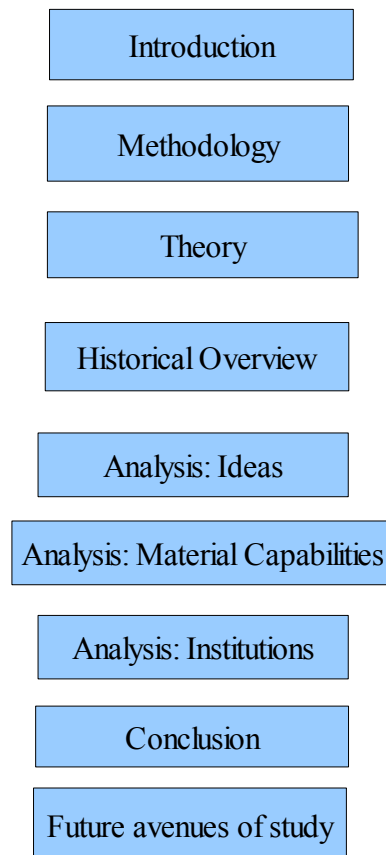 Introduction
Methodology
Theory
Historical Overview
Analysis: Ideas
Analysis: Material Capabilities
Analysis: Institutions
Conclusion
Future avenues of study